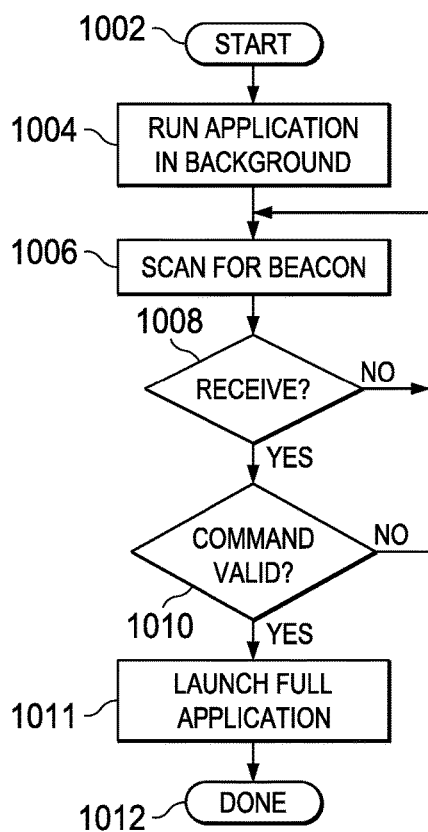 1002
START
1004
RUN APPLICATION
IN BACKGROUND
1006
SCAN FOR BEACON
1008
RECEIVE?
NO
YES
COMMAND
VALID?
NO
1010
YES
1011
LAUNCH FULL
APPLICATION
1012
DONE